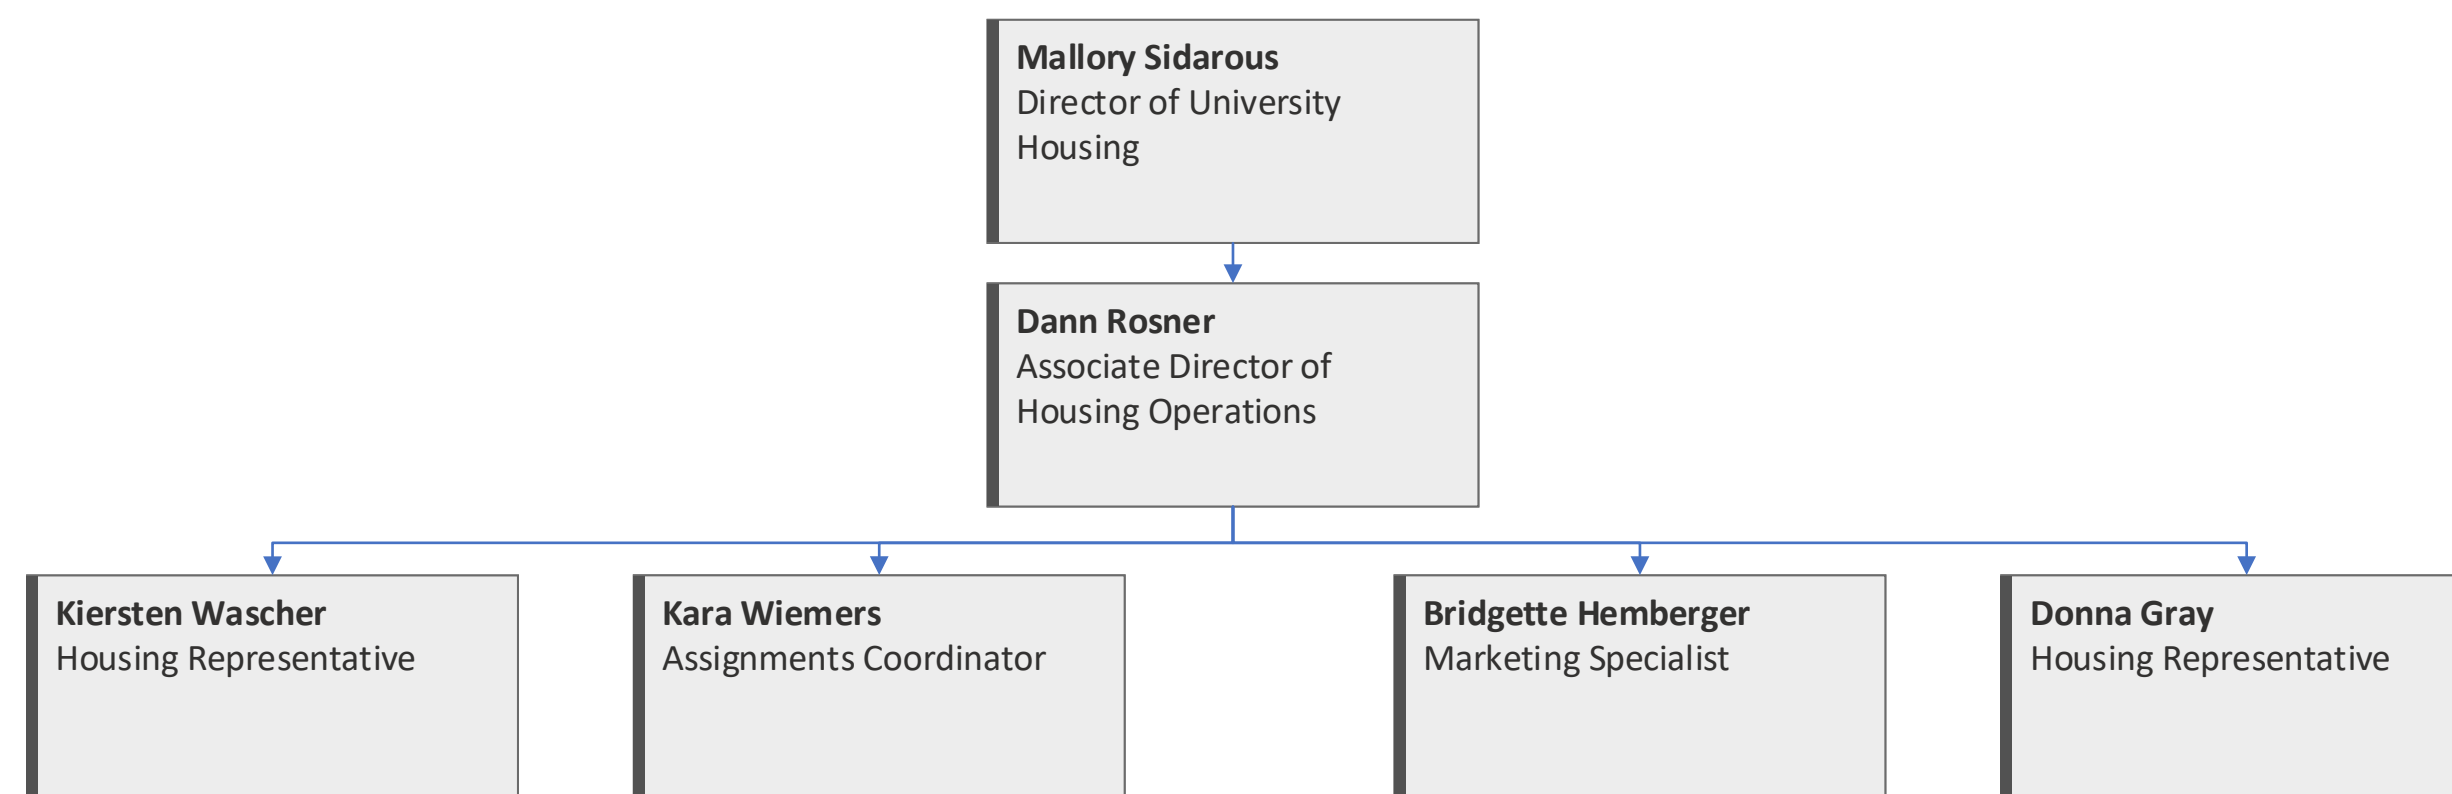 Mallory Sidarous
Director of University
Housing
Dann Rosner
Associate Director of
Housing Operations
Kiersten Wascher
Housing Representative
Kara Wiemers
Assignments Coordinator
Bridgette Hemberger
Marketing Specialist
Donna Gray
Housing Representative